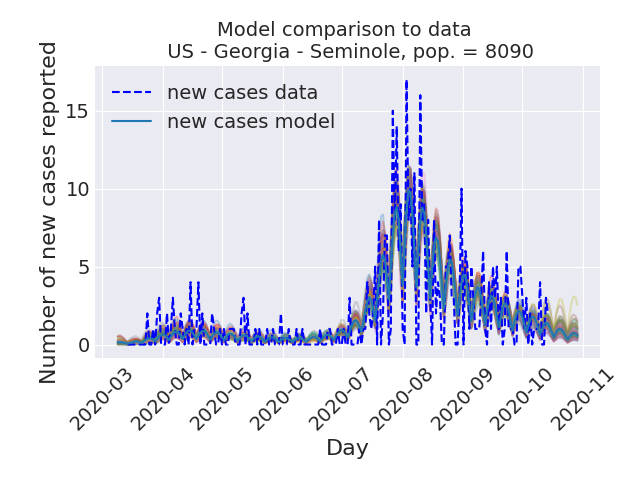 Model comparison to data
US - Georgia - Seminole, pop. = 8090
Number of new cases reported
new cases data
new cases model
15
10
5
0
2020-03
2020-04
2020-05
2020-06
2020-07
2020-08
2020-09
2020-10
2020-11
Day